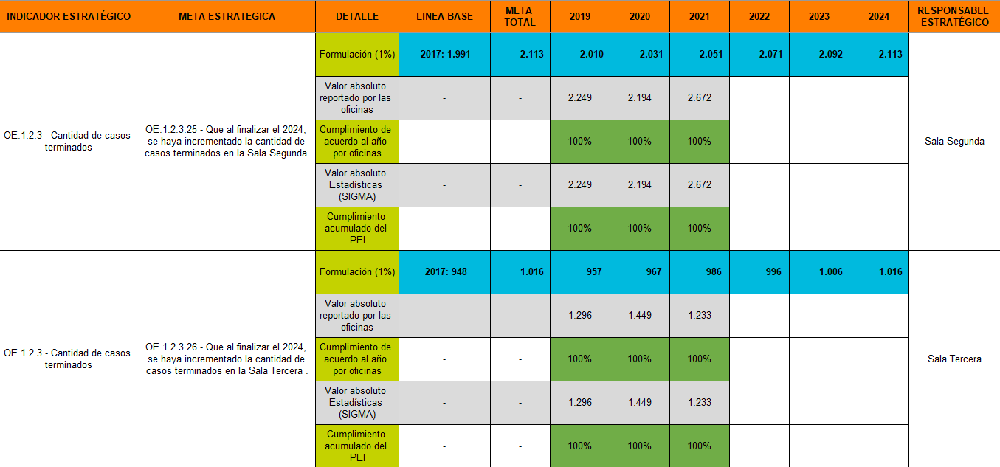 INDICADOR ESTRATÉGICO META ESTRATEGICA DETALLE LINEA BASE META TOTAL 2019 2020 2021 2022 2023 2024 RESPONSABLE ESTRATÉGICO
OE.1.2.3 - Cantidad de casos
terminados
OE.1.2.3.25 - Que al finalizar el 2024,
se haya incrementado la cantidad de
casos terminados en la Sala Segunda.
Formulación (1%) 2017: 1.991 2.113 2.010 2.031 2.051 2.071 2.092 2.113
Valor absoluto
reportado por las
oficinas
- - 2.249 2.194 2.672
Cumplimiento de
acuerdo al año
por oficinas
- - 100% 100% 100%
Valor absoluto
Estadísticas
(SIGMA)
- - 2.249 2.194 2.672
Cumplimiento
acumulado del
PEI
- - 100% 100% 100%
Sala Segunda
OE.1.2.3 - Cantidad de casos
terminados
OE.1.2.3.26 - Que al finalizar el 2024,
se haya incrementado la cantidad de
casos terminados en la Sala Tercera .
Formulación (1%) 2017: 948 1.016 957 967 986 996 1.006 1.016
Valor absoluto
reportado por las
oficinas
- - 1.296 1.449 1.233
Cumplimiento de
acuerdo al año
por oficinas
- - 100% 100% 100%
Valor absoluto
Estadísticas
(SIGMA)
- - 1.296 1.449 1.233
Cumplimiento
acumulado del
PEI
- - 100% 100% 100%
Sala Tercera